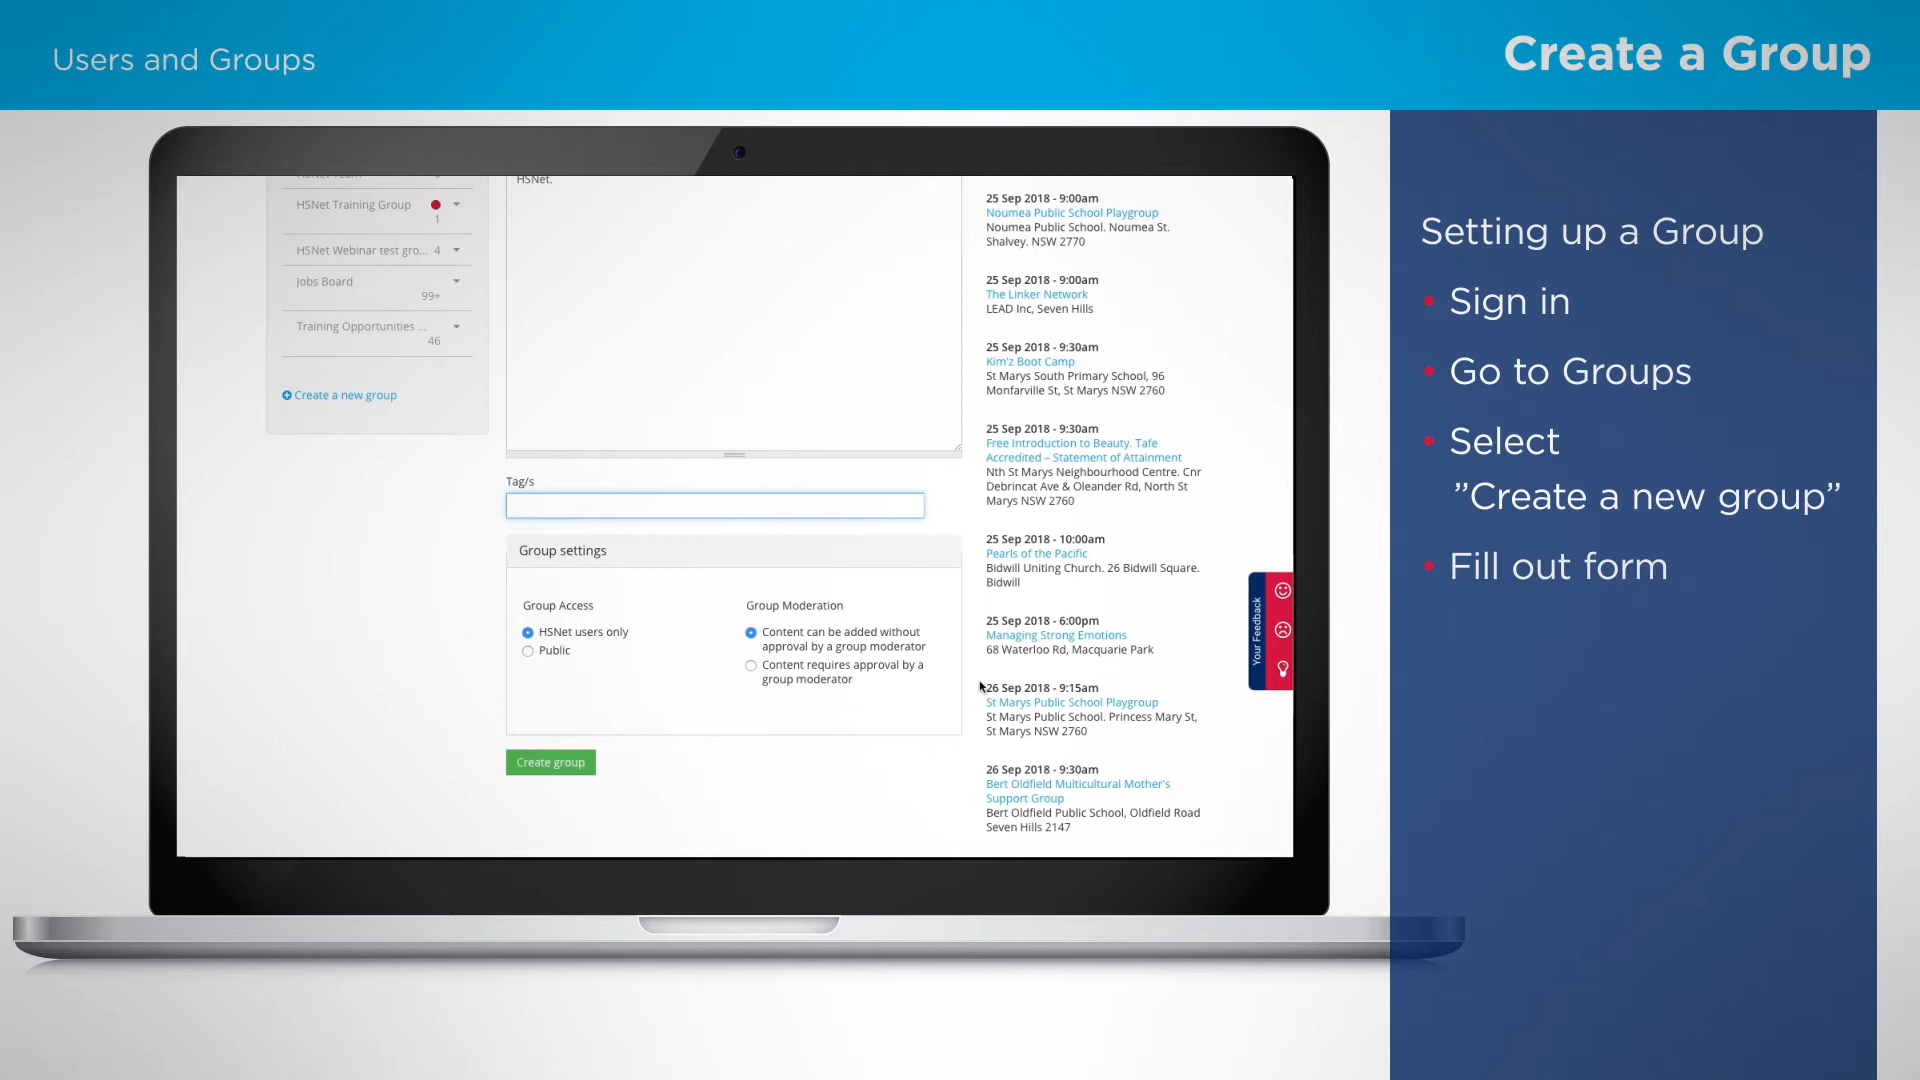 Users and Groups
Create a Group
HSNet Training Group
1
HSNet Webinar test gro... 4
Jobs Board
99+
Training Opportunities ...
46
Create a new group
HSNet.
Tag/s
Group settings
Group Access
HSNet users only
Public
Group Moderation
Content can be added without
approval by a group moderator
Content requires approval by a
group moderator
Create group
25 Sep 2018 - 9:00am
Noumea Public School Playgroup
Noumea Public School. Noumea St.
Shalvey. NSW 2770
25 Sep 2018 - 9:00am
The Linker Network
LEAD Inc, Seven Hills
25 Sep 2018 - 9:30am
Kim'z Boot Camp
St Marys South Primary School, 96
Monfarville St, St Marys NSW 2760
25 Sep 2018 - 9:30am
Free Introduction to Beauty. Tafe
Accredited – Statement of Attainment
Nth St Marys Neighbourhood Centre. Cnr
Debrincat Ave & Oleander Rd, North St
Marys NSW 2760
25 Sep 2018 - 10:00am
Pearls of the Pacific
Bidwill Uniting Church. 26 Bidwill Square.
Bidwill
25 Sep 2018 - 6:00pm
Managing Strong Emotions
68 Waterloo Rd, Macquarie Park
26 Sep 2018 - 9:15am
St Marys Public School Playgroup
St Marys Public School. Princess Mary St,
St Marys NSW 2760
26 Sep 2018 - 9:30am
Bert Oldfield Multicultural Mother's
Support Group
Bert Oldfield Public School, Oldfield Road
Seven Hills 2147
Your Feedback
Setting up a Group
• Sign in
• Go to Groups
• Select
”Create a new group”
• Fill out form